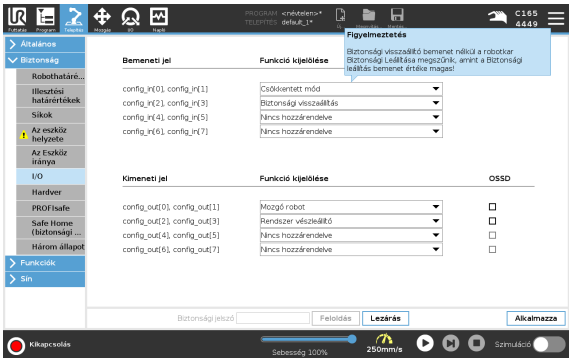 Futtatás
Program
Telepítés
Mozgás
I/O
Napló
PROGRAM <névtelen>*
TELEPÍTÉS default_1*
C165
4449
Figyelmeztetés
Biztonsági visszaállító bemenet nélkül a robotkar
Biztonsági Leállítása megszűnik, amint a Biztonsági
leállítás bemenet értéke magas!
Általános
Biztonság
Robothatáré...
Illesztési
határértékek
Síkok
Az eszköz
helyzete
Az Eszköz
iránya
I/O
Hardver
PROFIsafe
Safe Home
(biztonsági ...
Három állapot
Funkciók
Sín
Bemeneti jel
Funkció kijelölése
config_in[0], config_in[1]
Csökkentett mód
config_in[2], config_in[3]
Biztonsági visszaállítás
config_in[4], config_in[5]
Nincs hozzárendelve
config_in[6], config_in[7]
Nincs hozzárendelve
Kimeneti jel
Funkció kijelölése
OSSD
config_out[0], config_out[1]
Mozgó robot
config_out[2], config_out[3]
Rendszer vészleállító
config_out[4], config_out[5]
Nincs hozzárendelve
config_out[6], config_out[7]
Nincs hozzárendelve
Biztonsági jelszó
Feloldás
Lezárás
Alkalmazza
Kikapcsolás
Sebesség 100%
250mm/s
Szimuláció